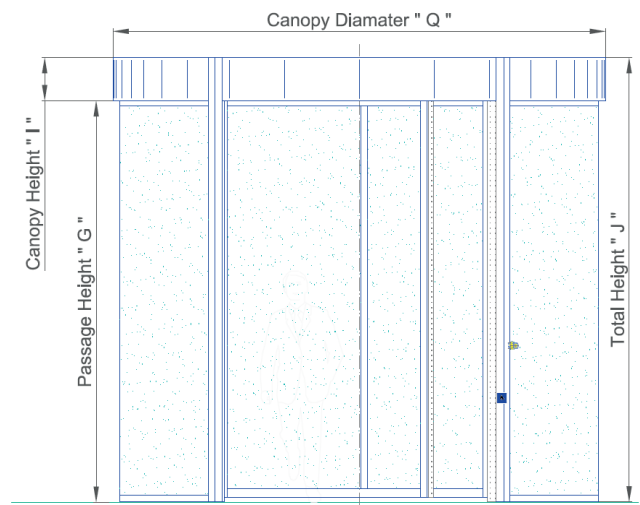 Canopy Diamater " Q "
Canopy Height " I "
Passage Height " G "
Total Height " J "